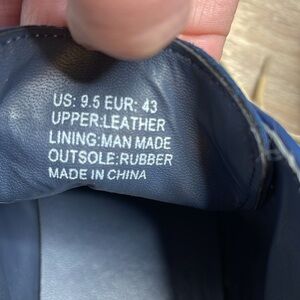 US: 9.5 EUR: 43
UPPER:LEATHER
LINING:MAN MADE
OUTSOLE:RUBBER
MADE IN CHINA